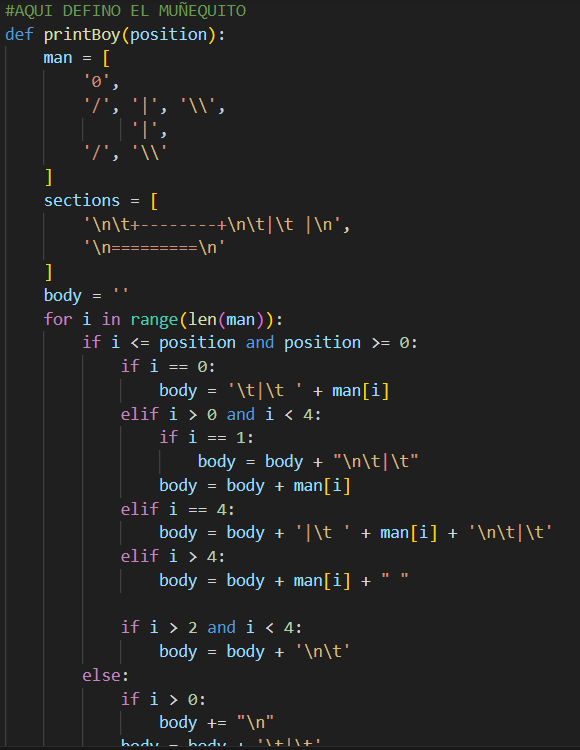 #AQUI DEFINO EL MUÑEQUITO
def printBoy(position):
    man = [
        '0',
        '/', '|', '\\',
             '|',
        '/', '\\'
    ]
    sections = [
        '\n\t+--------+\n\t|\t |\n',
        '\n=========\n'
    ]
    body = ''
    for i in range(len(man)):
        if i <= position and position >= 0:
            if i == 0:
                body = '\t|\t ' + man[i]
            elif i > 0 and i < 4:
                if i == 1:
                    body = body + "\n\t|\t"
                body = body + man[i]
            elif i == 4:
                body = body + '|\t ' + man[i] + '\n\t|\t'
            elif i > 4:
                body = body + man[i] + " "

            if i > 2 and i < 4:
                body = body + '\n\t'
        else:
            if i > 0:
                body += "\n"
            body = body + '\t|\t'